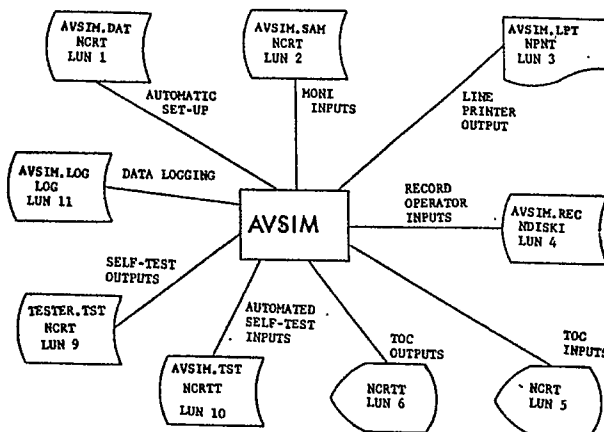 AVSIM.DAT
NCRT
LUN 1
AVSIM.SAM
NCRT
LUN 2
AVSIM.LPT
NPNT
LUN 3
AUTOMATIC
SET-UP
MONI
INPUTS
LINE
PRINTER
OUTPUT
AVSIM.LOG
LOG
LUN 11
DATA LOGGING
AVSIM
RECORD
OPERATOR
INPUTS
AVSIM.REC
NDISKI
LUN 4
SELF-TEST
OUTPUTS
TESTER.TST
NCRT
LUN 9
AUTOMATED
SELF-TEST
INPUTS
TOC
OUTPUTS
TOC
INPUTS
AVSIM.TST
NCRTT
LUN 10
NCRTT
LUN 6
NCRT
LUN 5